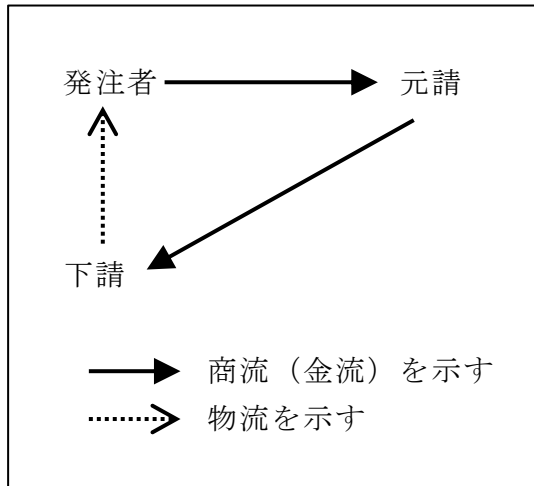 発注者
元請
下請
商流（金流）を示す
物流を示す